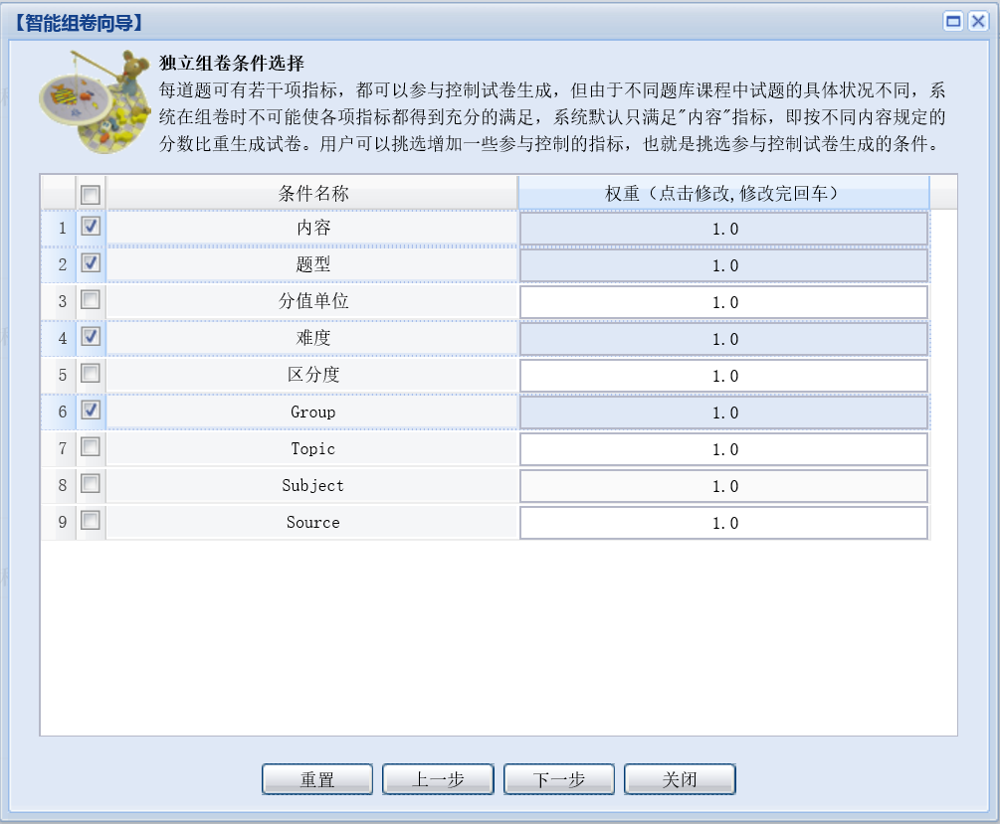 【智能组卷向导】
独立组卷条件选择
每道题可有若干项指标，都可以参与控制试卷生成，但由于不同题库课程中试题的具体状况不同，系
统在组卷时不可能使各项指标都得到充分的满足，系统默认只满足"内容"指标，即按不同内容规定的
分数比重生成试卷。用户可以挑选增加一些参与控制的指标，也就是挑选参与控制试卷生成的条件。
条件名称 权重（点击修改,修改完回车）
1 内容 1.0
2 题型 1.0
3 分值单位 1.0
4 难度 1.0
5 区分度 1.0
6 Group 1.0
7 Topic 1.0
8 Subject 1.0
9 Source 1.0
重置 上一步 下一步 关闭